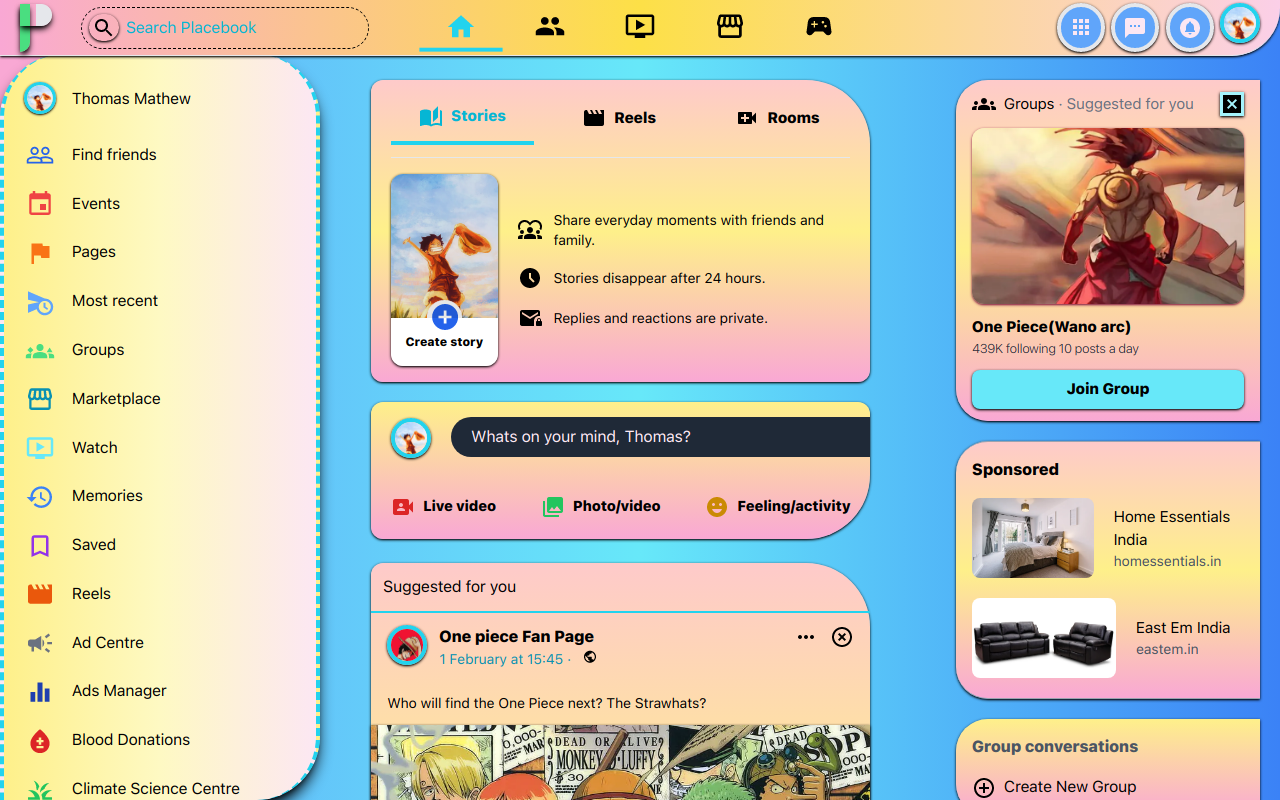 Search Placebook
Thomas Mathew
Find friends
Events
Pages
Most recent
Groups
Marketplace
Watch
Memories
Saved
Reels
Ad Centre
Ads Manager
Blood Donations
Climate Science Centre
Stories
Reels
Rooms
Create story
Share everyday moments with friends and
family.
Stories disappear after 24 hours.
Replies and reactions are private.
Whats on your mind, Thomas?
Live video
Photo/video
Feeling/activity
Suggested for you
One piece Fan Page
1 February at 15:45 ·
Who will find the One Piece next? The Strawhats?
DEAD OR ALIVE
MONKEY·D·LUFFY
Groups · Suggested for you
One Piece(Wano arc)
439K following 10 posts a day
Join Group
Sponsored
Home Essentials
India
homessentials.in
East Em India
eastem.in
Group conversations
Create New Group